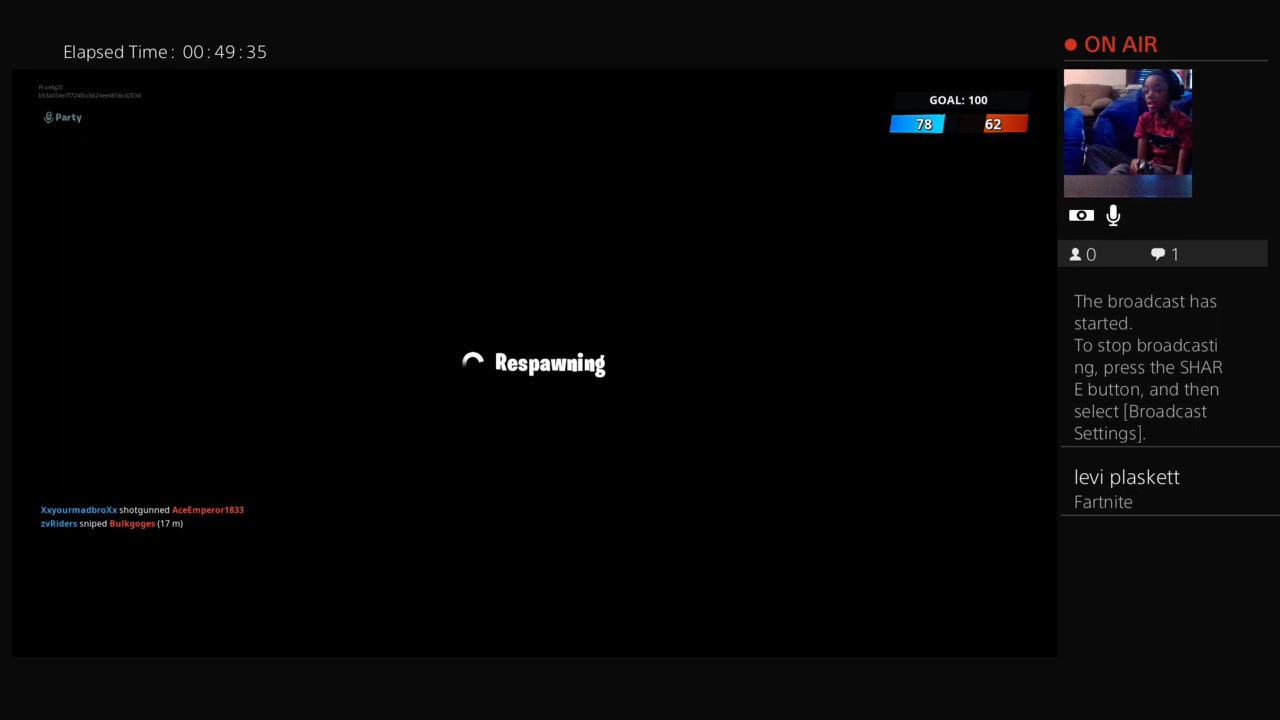 Elapsed Time: 00:49:35
ON AIR
Pricebj20
Party
GOAL: 100
78
62
0
1
The broadcast has
started.
To stop broadcasti
ng, press the SHAR
E button, and then
select [Broadcast
Settings].
levi plaskett
Fartnite
Respawning
XxyourmadbroXx shotgunned AceEmperor1833
zvRiders sniped Bulkgoges (17 m)